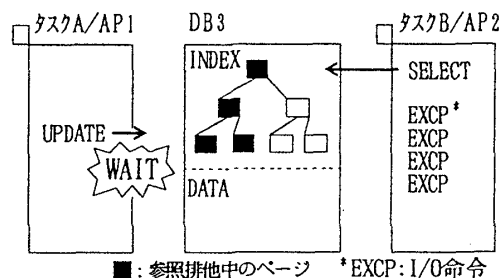 タスクA/AP1
DB3
タスクB/AP2
INDEX
SELECT
UPDATE
WAIT
EXCP*
EXCP
EXCP
EXCP
DATA
■：参照排他中のページ *EXCP：I/O命令